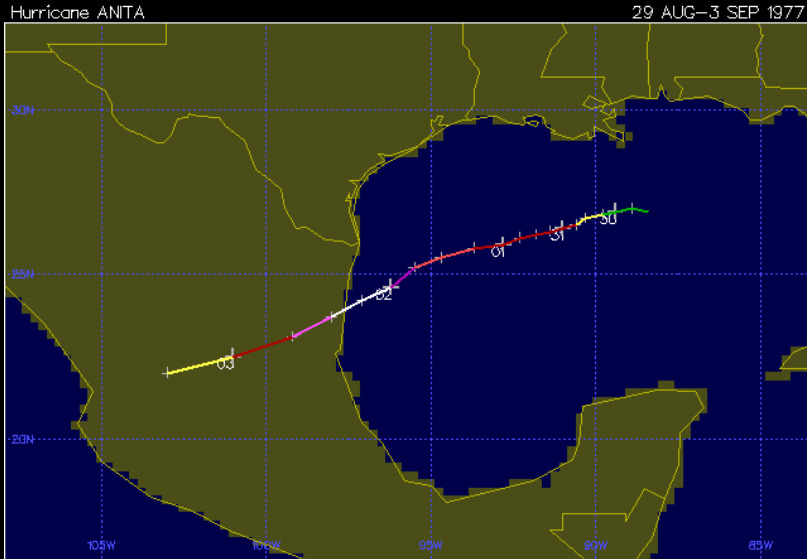 Hurricane ANITA
29 AUG-3 SEP 1977
30N
30
31
01
25N
02
03
20N
105W
100W
95W
90W
85W